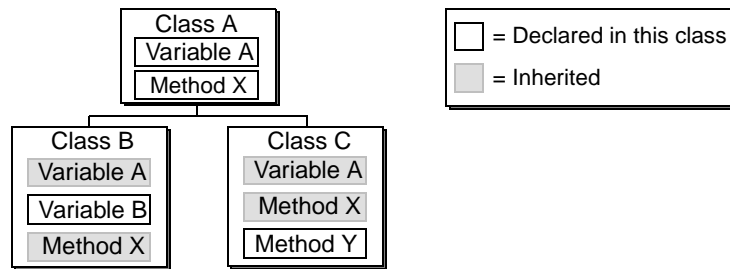 Class A
Variable A
Method X
= Declared in this class
= Inherited
Class B
Variable A
Variable B
Method X
Class C
Variable A
Method X
Method Y